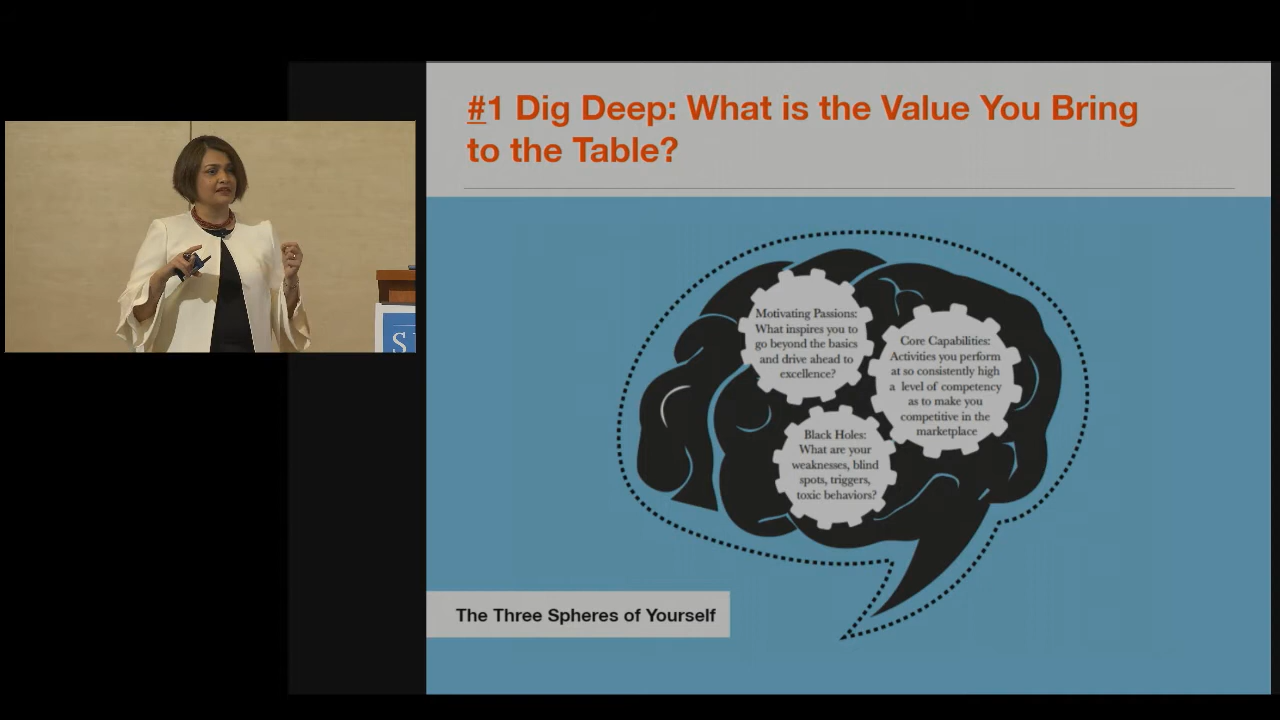 #1 Dig Deep: What is the Value You Bring
to the Table?
Motivating Passions:
What inspires you to
go beyond the basics
and drive ahead to
excellence?
Core Capabilities:
Activities you perform
at so consistently high
a level of competency
as to make you
competitive in the
marketplace
Black Holes:
What are your
weaknesses, blind
spots, triggers,
toxic behaviors?
The Three Spheres of Yourself
S